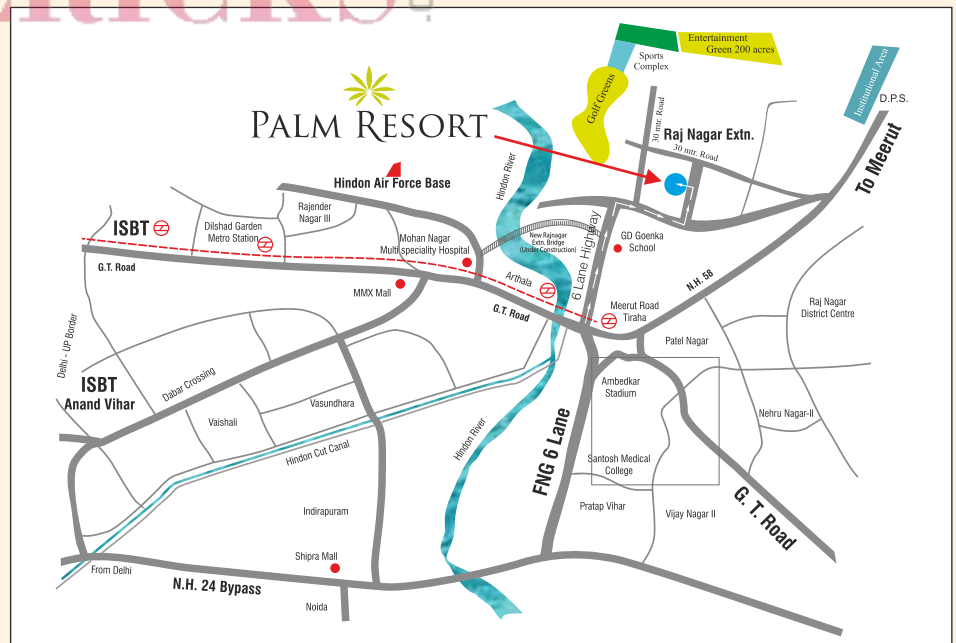 Entertainment
Green 200 acres
Sports
Complex
Golf Greens
Institutional Area
D.P.S.
30 mtr. Road
Raj Nagar Extn.
30 mtr. Road
To Meerut
PALM RESORT
Hindon River
Hindon Air Force Base
Rajender
Nagar III
ISBT
Dilshad Garden
Metro Station
Mohan Nagar
Multi speciality Hospital
New Rajnagar
Extn. Bridge
(Under Construction)
6 Lane Highway
GD Goenka
School
G.T. Road
MMX Mall
Arthala
G.T. Road
N.H. 58
Meerut Road
Tiraha
Raj Nagar
District Centre
Patel Nagar
Delhi - UP Border
ISBT
Anand Vihar
Dabar Crossing
Vaishali
Vasundhara
Ambedkar
Stadium
Nehru Nagar-II
Hindon Cut Canal
Hindon River
FNG 6 Lane
Santosh Medical
College
Indirapuram
Pratap Vihar
Vijay Nagar II
G. T. Road
Shipra Mall
From Delhi
N.H. 24 Bypass
Noida